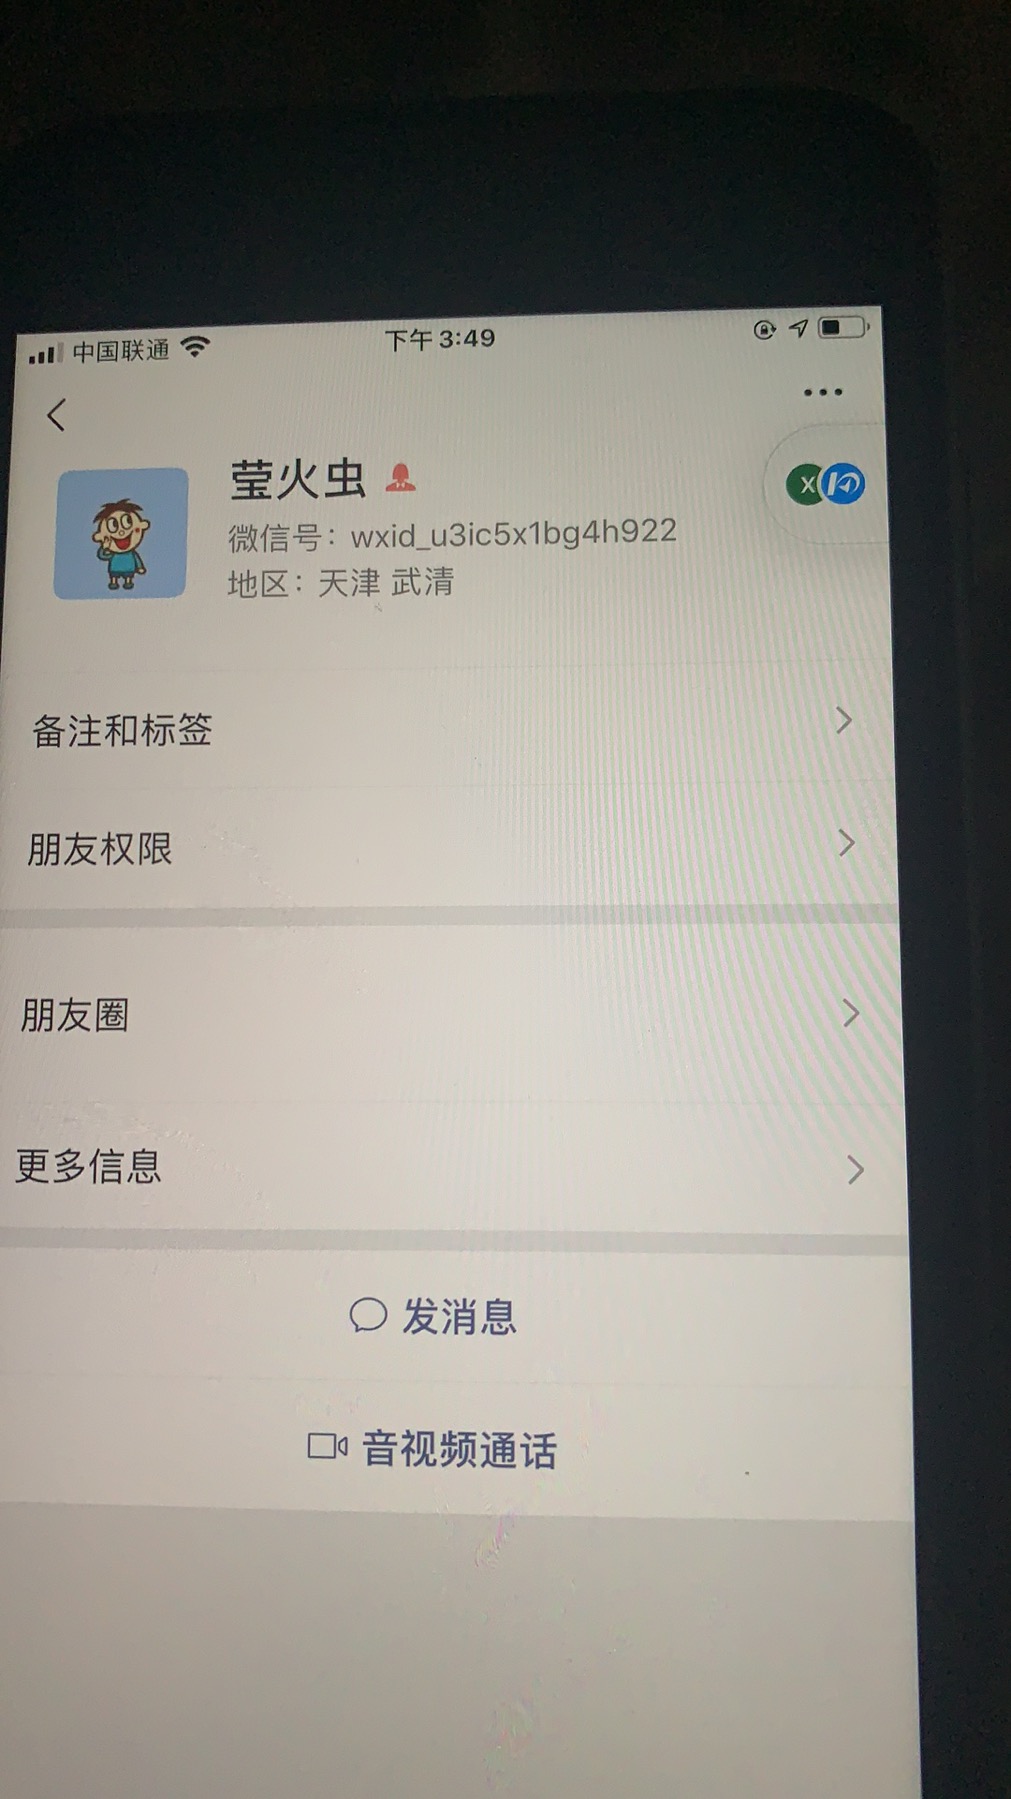 中国联通
下午 3:49
莹火虫
微信号：wxid_u3ic5x1bg4h922
地区：天津 武清
X
备注和标签
朋友权限
朋友圈
更多信息
发消息
音视频通话